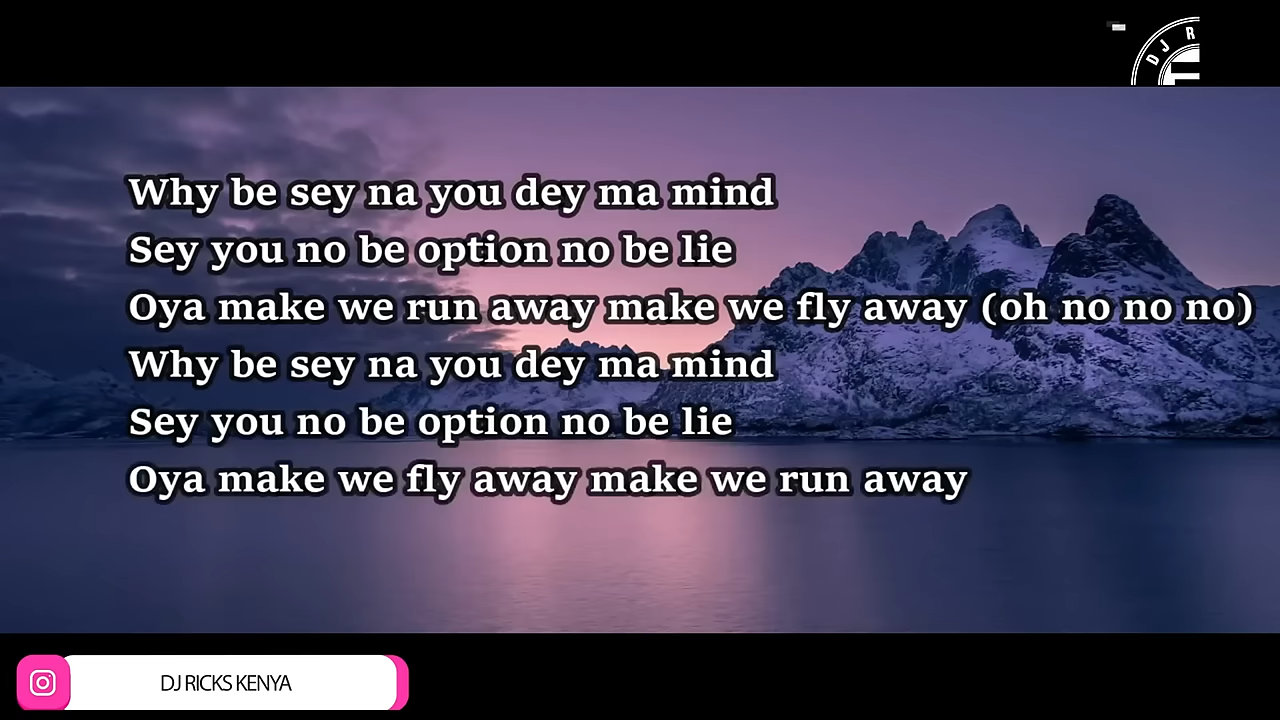 DJ R
Why be sey na you dey ma mind
Sey you no be option no be lie
Oya make we run away make we fly away (oh no no no)
Why be sey na you dey ma mind
Sey you no be option no be lie
Oya make we fly away make we run away
DJ RICKS KENYA